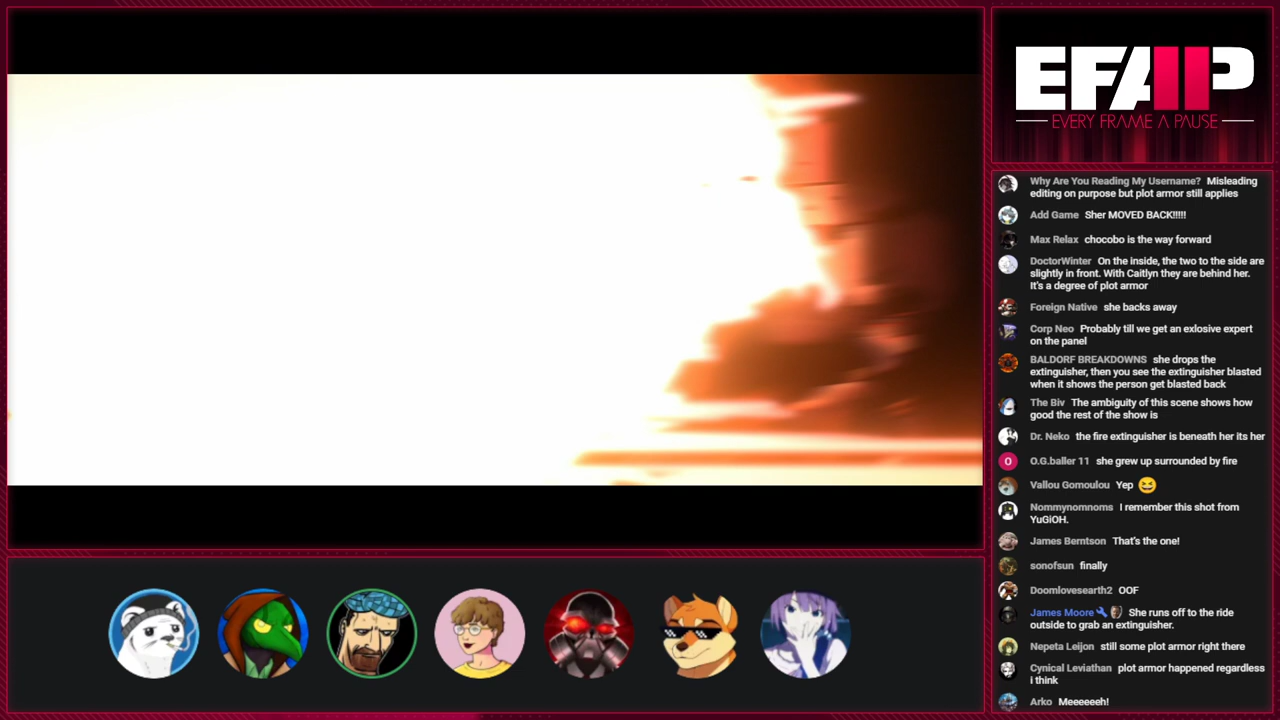 EFAP
EVERY FRAME A PAUSE
Why Are You Reading My Username? Misleading
editing on purpose but plot armor still applies
Add Game Sher MOVED BACK!!!!!
Max Relax chocobo is the way forward
DoctorWinter On the inside, the two to the side are
slightly in front. With Caitlyn they are behind her.
It's a degree of plot armor
Foreign Native she backs away
Corp Neo Probably till we get an exlosive expert
on the panel
BALDORF BREAKDOWNS she drops the
extinguisher, then you see the extinguisher blasted
when it shows the person get blasted back
The Biv The ambiguity of this scene shows how
good the rest of the show is
Dr. Neko the fire extinguisher is beneath her its her
O O.G.baller 11 she grew up surrounded by fire
Vallou Gomoulou Yep 😆
Nommynomnoms I remember this shot from
YuGiOH.
James Berntson That's the one!
sonofsun finally
Doomlovesearth2 OOF
James Moore She runs off to the ride
outside to grab an extinguisher.
Nepeta Leijon still some plot armor right there
Cynical Leviathan plot armor happened regardless
i think
Arko Meeeeeeh!